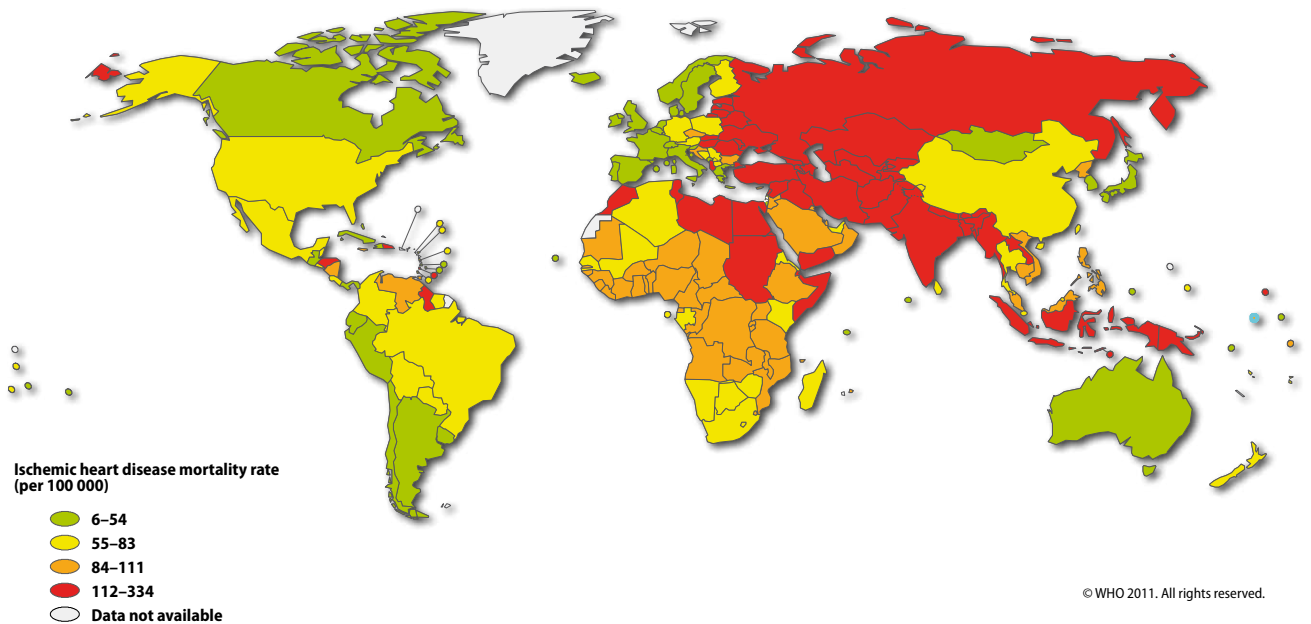 Ischemic heart disease mortality rate
(per 100 000)
6–54
55–83
84–111
112–334
Data not available
© WHO 2011. All rights reserved.